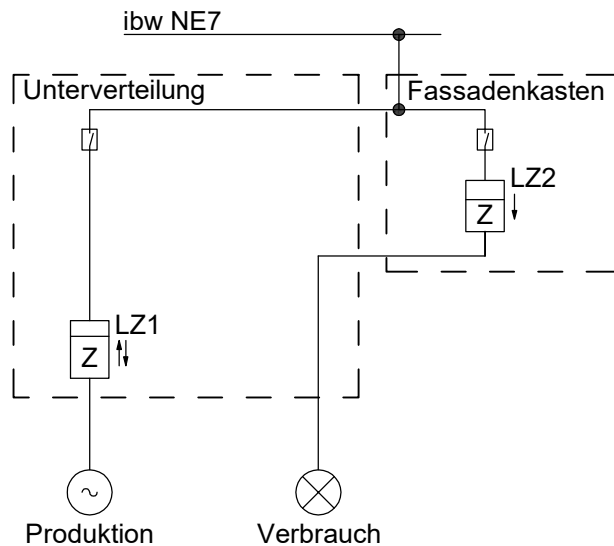 ibw NE7
Unterverteilung
Fassadenkasten
LZ2
Z
LZ1
Z
Produktion
Verbrauch